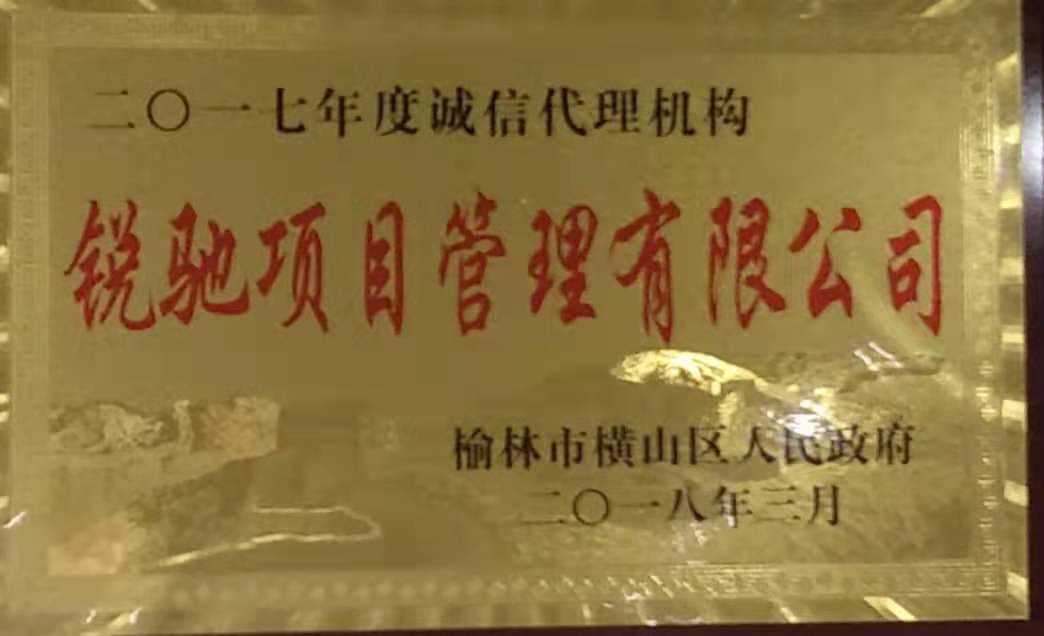 二〇一七年度诚信代理机构
锐驰项目管理有限公司
榆林市横山区人民政府
二〇一八年三月